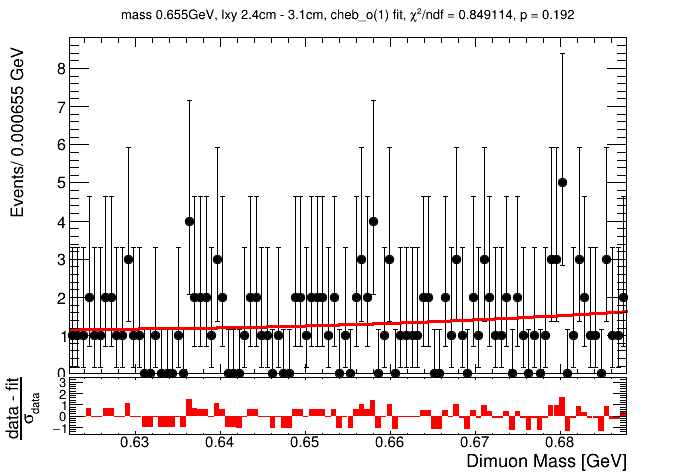 mass 0.655GeV, lxy 2.4cm - 3.1cm, cheb_o(1) fit, χ²/ndf = 0.849114, p = 0.192
Events/ 0.000655 GeV
8
7
6
5
4
3
2
1
0
data - fit
σdata
3
2
1
0
−1
0.63 0.64 0.65 0.66 0.67 0.68
Dimuon Mass [GeV]